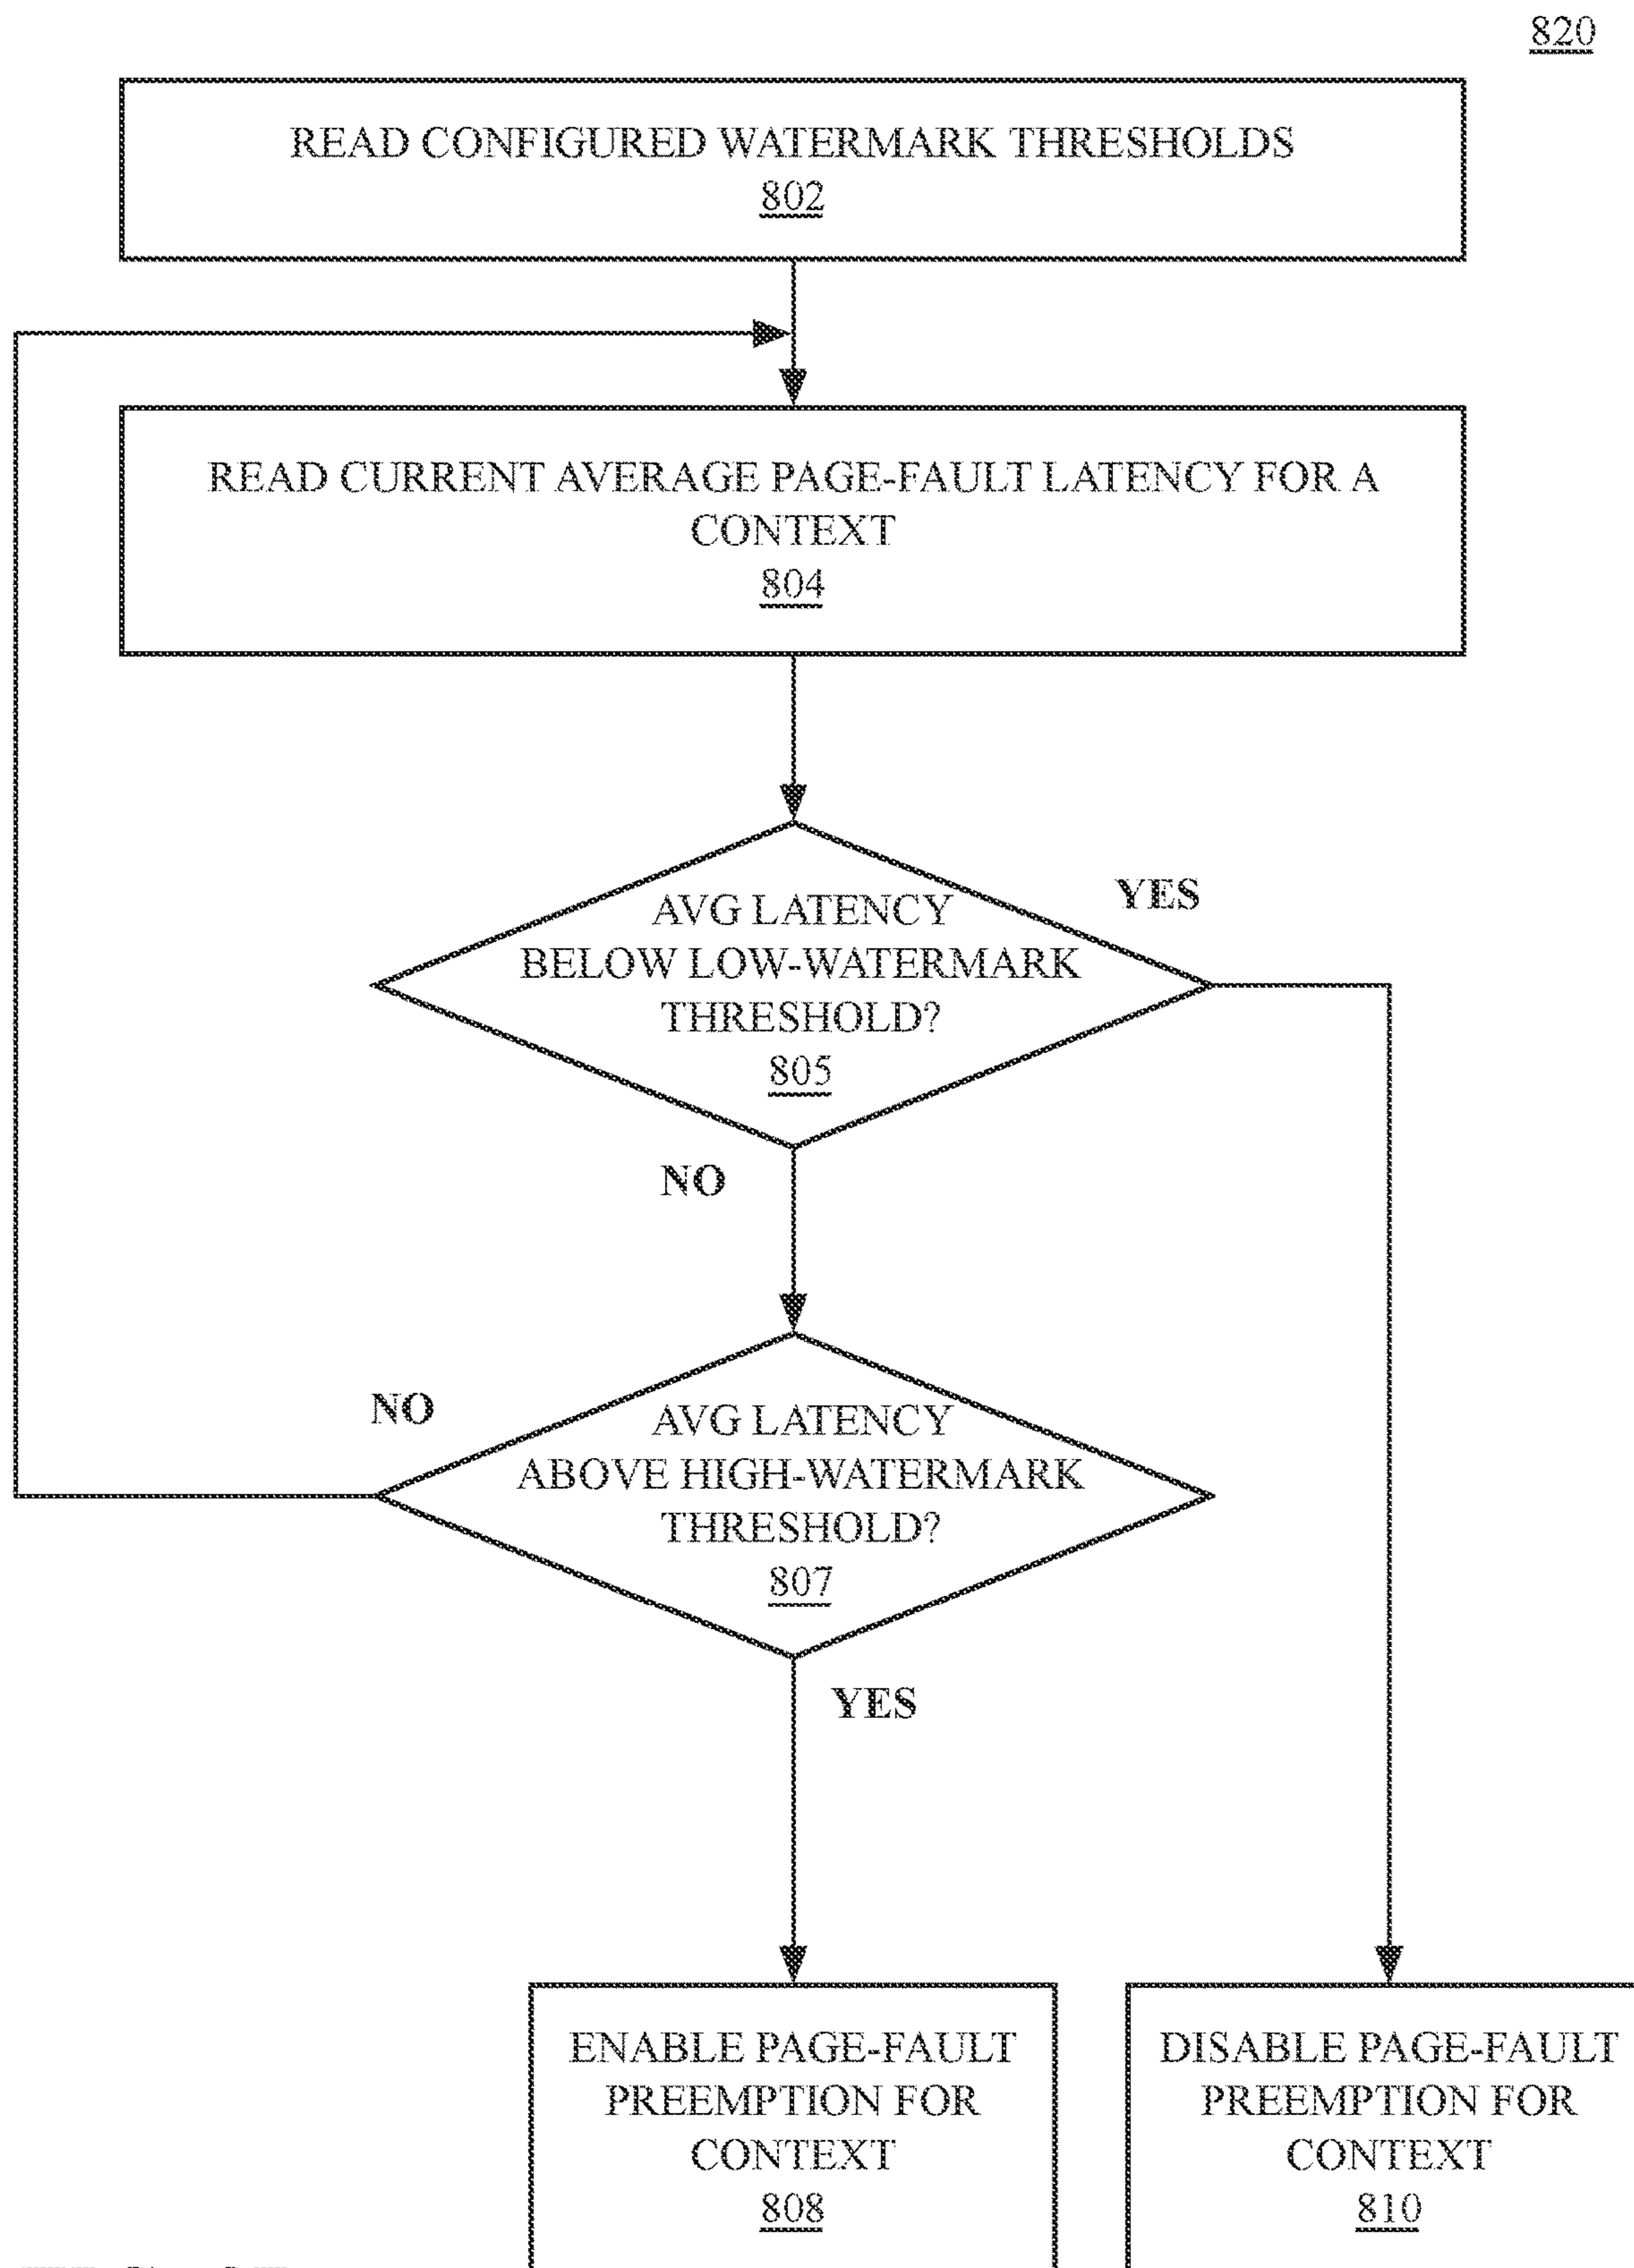 820
READ CONFIGURED WATERMARK THRESHOLDS
802
READ CURRENT AVERAGE PAGE-FAULT LATENCY FOR A
CONTEXT
804
AVG LATENCY
BELOW LOW-WATERMARK
THRESHOLD?
805
YES
NO
NO
AVG LATENCY
ABOVE HIGH-WATERMARK
THRESHOLD?
807
YES
ENABLE PAGE-FAULT
PREEMPTION FOR
CONTEXT
808
DISABLE PAGE-FAULT
PREEMPTION FOR
CONTEXT
810